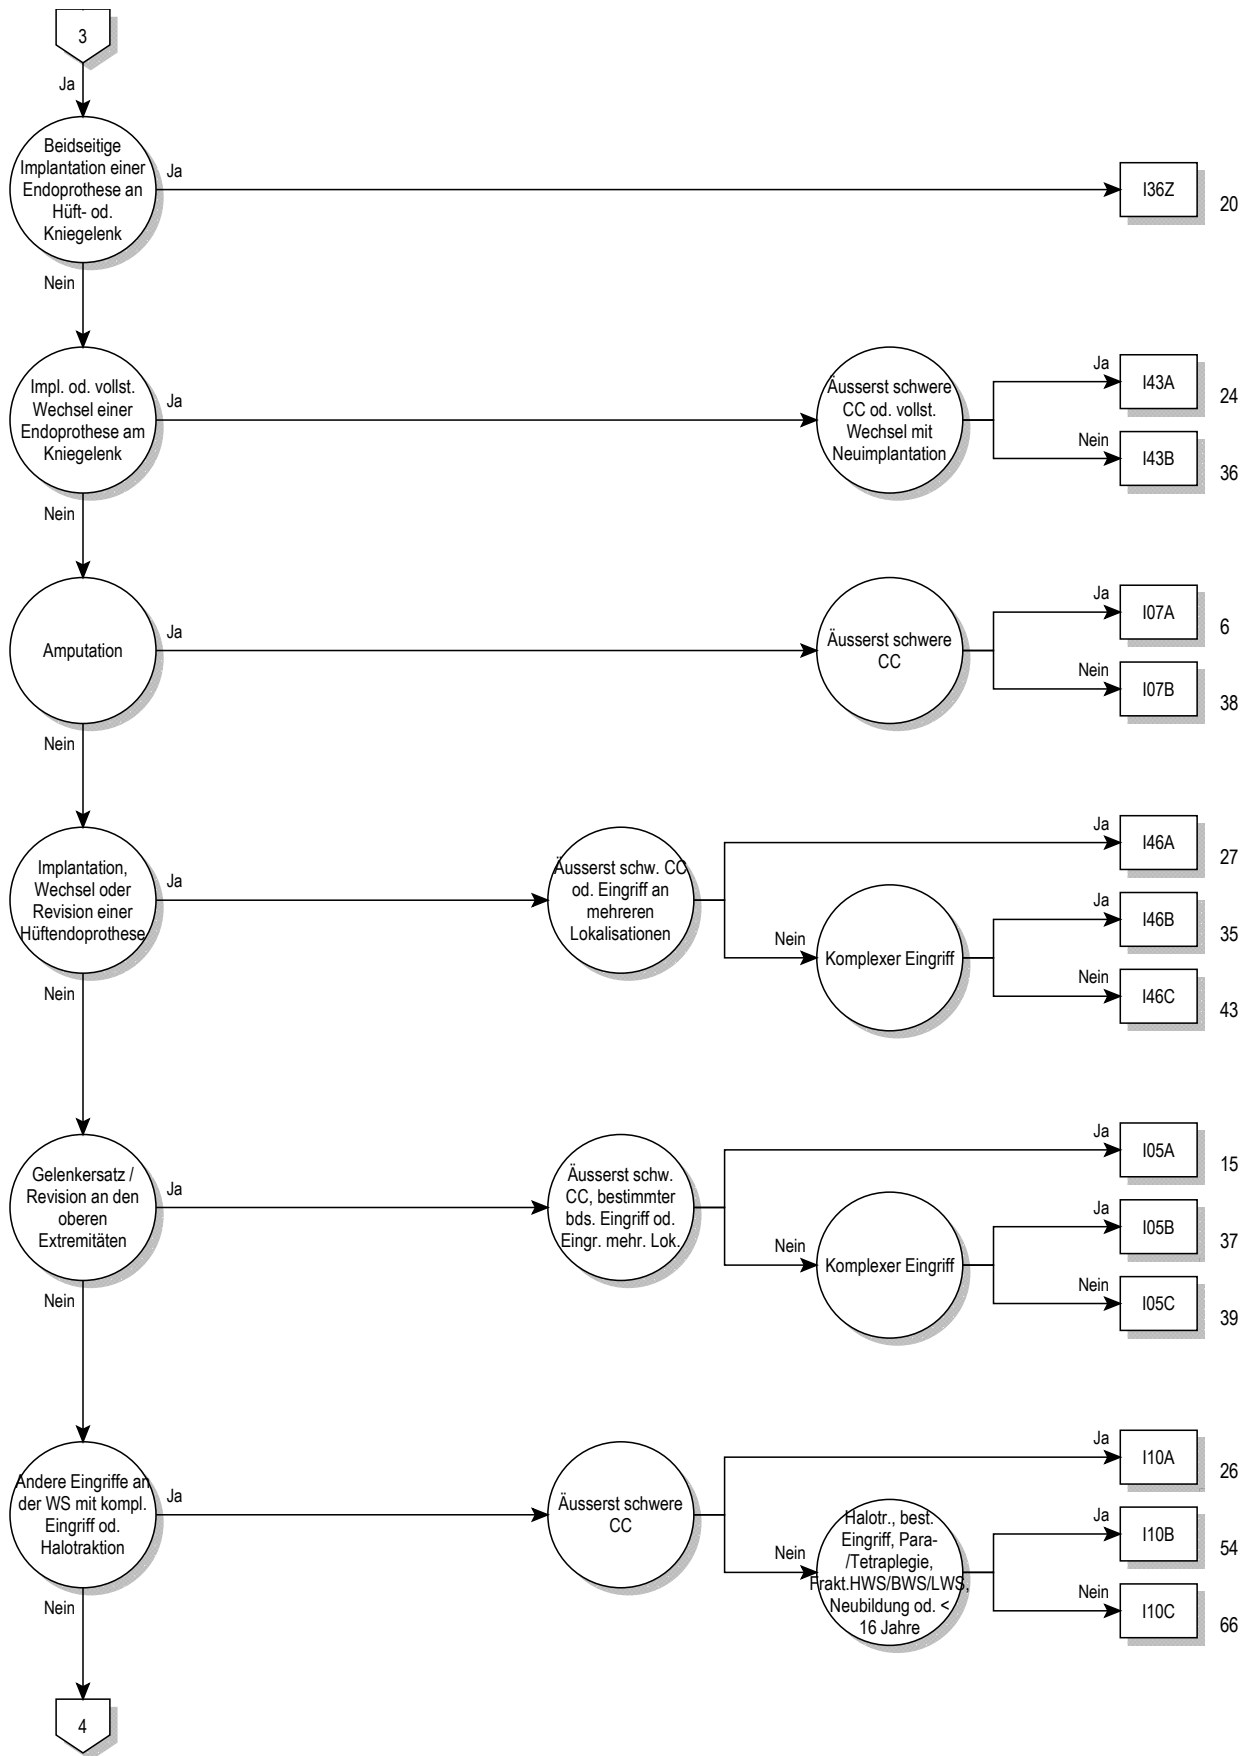 3
Ja
Beidseitige
Implantation einer
Endoprothese an
Hüft- od.
Kniegelenk
Ja
I36Z
20
Nein
Impl. od. vollst.
Wechsel einer
Endoprothese am
Kniegelenk
Ja
Äusserst schwere
CC od. vollst.
Wechsel mit
Neuimplantation
Ja
I43A
24
Nein
I43B
36
Nein
Amputation
Ja
Äusserst schwere
CC
Ja
I07A
6
Nein
I07B
38
Nein
Implantation,
Wechsel oder
Revision einer
Hüftendoprothese
Ja
Äusserst schw. CC
od. Eingriff an
mehreren
Lokalisationen
Ja
I46A
27
Nein
Komplexer Eingriff
Ja
I46B
35
Nein
I46C
43
Nein
Gelenkersatz /
Revision an den
oberen
Extremitäten
Ja
Äusserst schw.
CC, bestimmter
bds. Eingriff od.
Eingr. mehr. Lok.
Ja
I05A
15
Nein
Komplexer Eingriff
Ja
I05B
37
Nein
I05C
39
Nein
Andere Eingriffe an
der WS mit kompl.
Eingriff od.
Halotraktion
Ja
Äusserst schwere
CC
Ja
I10A
26
Nein
Halotr., best.
Eingriff, Para-
/Tetraplegie,
Frakt.HWS/BWS/LWS,
Neubildung od. <
16 Jahre
Ja
I10B
54
Nein
I10C
66
Nein
4